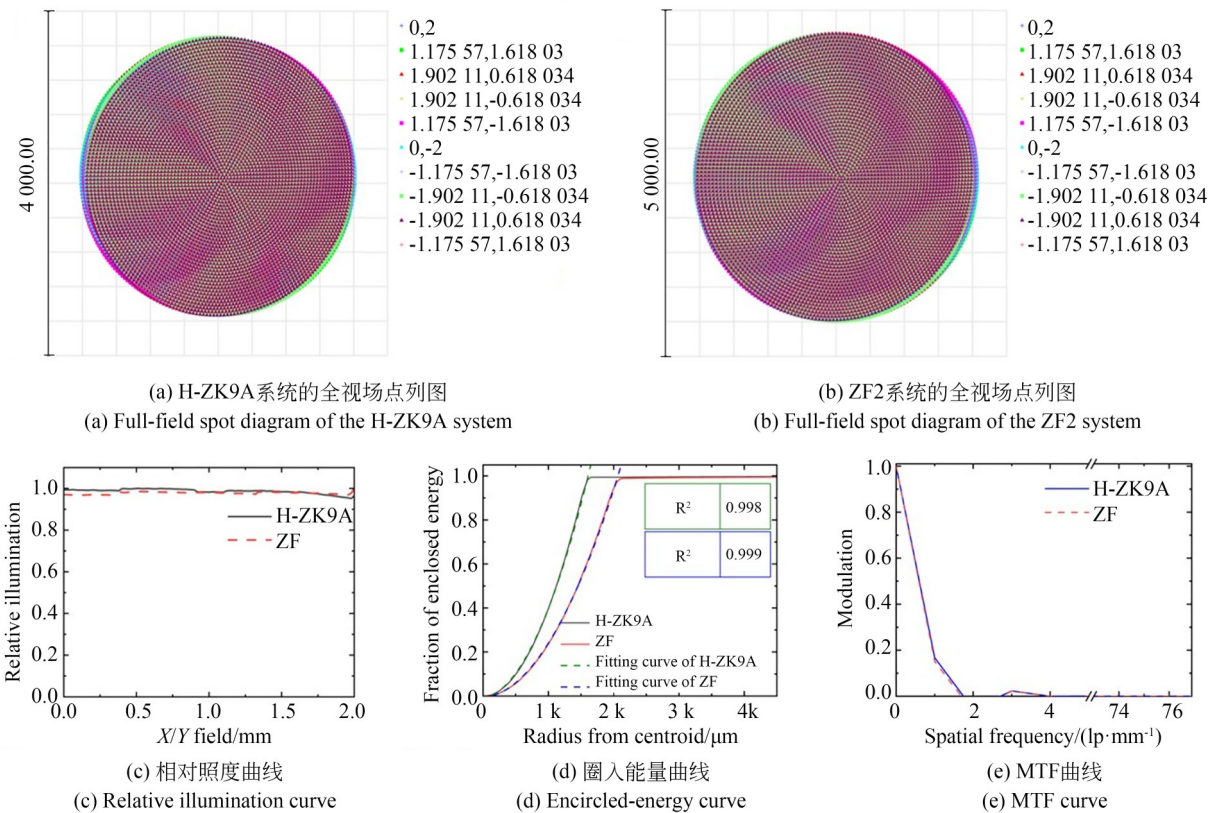 4 000.00
0,2
1.175 57,1.618 03
1.902 11,0.618 034
1.902 11,-0.618 034
1.175 57,-1.618 03
0,-2
-1.175 57,-1.618 03
-1.902 11,-0.618 034
-1.902 11,0.618 034
-1.175 57,1.618 03
(a) H-ZK9A系统的全视场点列图
(a) Full-field spot diagram of the H-ZK9A system
5 000.00
0,2
1.175 57,1.618 03
1.902 11,0.618 034
1.902 11,-0.618 034
1.175 57,-1.618 03
0,-2
-1.175 57,-1.618 03
-1.902 11,-0.618 034
-1.902 11,0.618 034
-1.175 57,1.618 03
(b) ZF2系统的全视场点列图
(b) Full-field spot diagram of the ZF2 system
Relative illumination
1.0
0.8
0.6
0.4
0.2
0.0
H-ZK9A
ZF
0.0 0.5 1.0 1.5 2.0
X/Y field/mm
(c) 相对照度曲线
(c) Relative illumination curve
Fraction of enclosed energy
1.0
0.8
0.6
0.4
0.2
0.0
R² 0.998
R² 0.999
H-ZK9A
ZF
Fitting curve of H-ZK9A
Fitting curve of ZF
0 1 k 2 k 3 k 4k
Radius from centroid/μm
(d) 圈入能量曲线
(d) Encircled-energy curve
Modulation
1.0
0.8
0.6
0.4
0.2
0.0
H-ZK9A
ZF
0 2 4 74 76
Spatial frequency/(lp·mm⁻¹)
(e) MTF曲线
(e) MTF curve